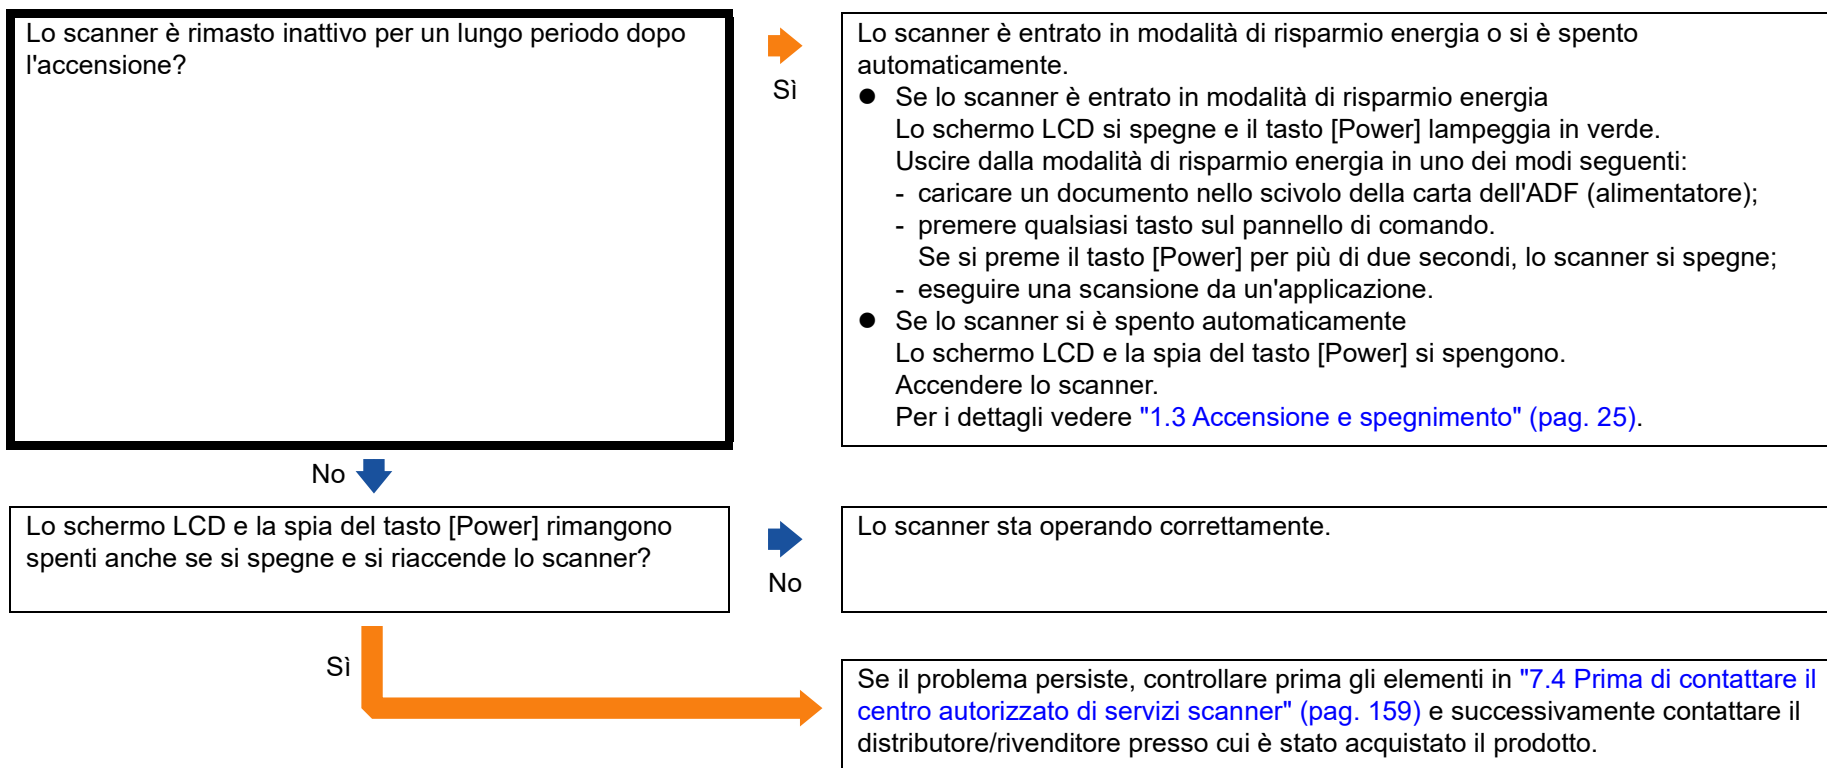 Lo scanner è rimasto inattivo per un lungo periodo dopo
l'accensione?
Sì
Lo scanner è entrato in modalità di risparmio energia o si è spento
automaticamente.
● Se lo scanner è entrato in modalità di risparmio energia
Lo schermo LCD si spegne e il tasto [Power] lampeggia in verde.
Uscire dalla modalità di risparmio energia in uno dei modi seguenti:
- caricare un documento nello scivolo della carta dell'ADF (alimentatore);
- premere qualsiasi tasto sul pannello di comando.
Se si preme il tasto [Power] per più di due secondi, lo scanner si spegne;
- eseguire una scansione da un'applicazione.
● Se lo scanner si è spento automaticamente
Lo schermo LCD e la spia del tasto [Power] si spengono.
Accendere lo scanner.
Per i dettagli vedere "1.3 Accensione e spegnimento" (pag. 25).
No
Lo schermo LCD e la spia del tasto [Power] rimangono
spenti anche se si spegne e si riaccende lo scanner?
No
Lo scanner sta operando correttamente.
Sì
Se il problema persiste, controllare prima gli elementi in "7.4 Prima di contattare il
centro autorizzato di servizi scanner" (pag. 159) e successivamente contattare il
distributore/rivenditore presso cui è stato acquistato il prodotto.